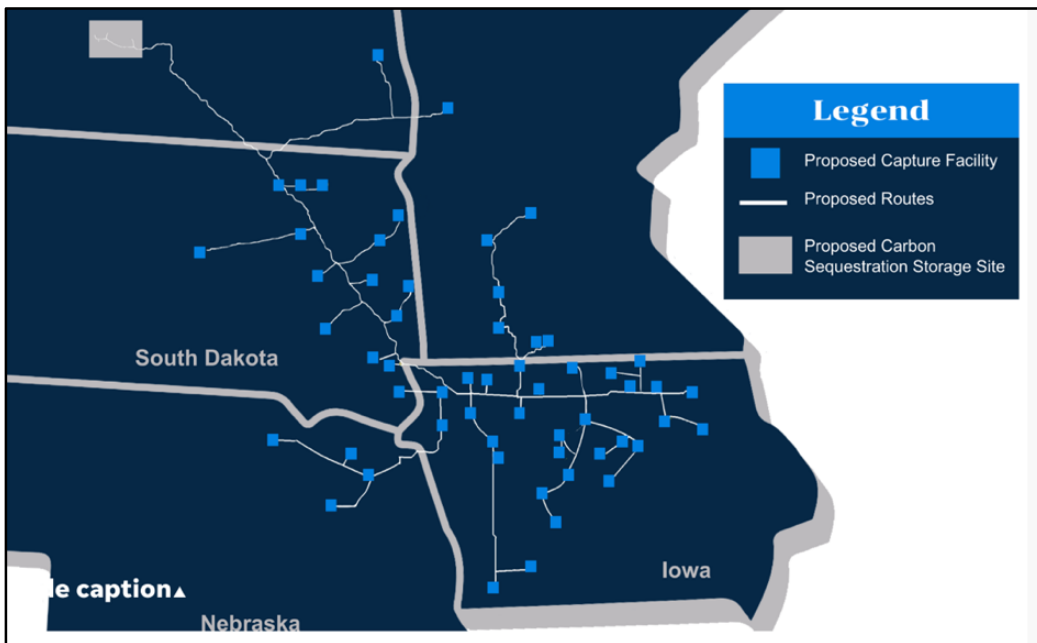 Legend
Proposed Capture Facility
Proposed Routes
Proposed Carbon
Sequestration Storage Site
South Dakota
Iowa
le caption▲
Nebraska